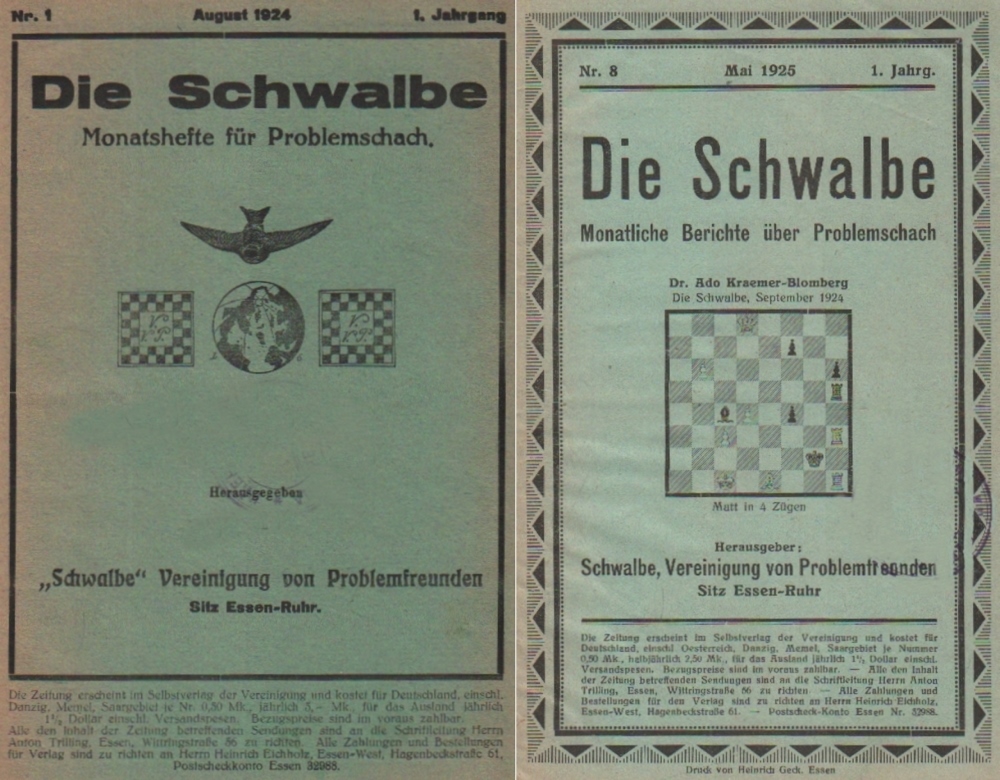 Nr. 1 August 1924 1. Jahrgang
Die Schwalbe
Monatshefte für Problemschach.
Herausgegeben
„Schwalbe“ Vereinigung von Problemfreunden
Sitz Essen-Ruhr.
Die Zeitung erscheint im Selbstverlag der Vereinigung und kostet für Deutschland, einschl.
Danzig, Memel, Saargebiet je Nr. 0,50 Mk., jährlich 5,— Mk., für das Ausland jährlich
1½ Dollar einschl. Versandspesen. Bezugspreise sind im voraus zahlbar.
Alle den Inhalt der Zeitung betreffenden Sendungen sind an die Schriftleitung Herrn
Anton Trilling, Essen, Wittringstraße 56 zu richten. Alle Zahlungen und Bestellungen
für Verlag sind zu richten an Herrn Heinrich Eichholz, Essen-West, Hagenbeckstraße 61,
Postscheckkonto Essen 32988.
Nr. 8 Mai 1925 1. Jahrg.
Die Schwalbe
Monatliche Berichte über Problemschach
Dr. Ado Kraemer-Blomberg
Die Schwalbe, September 1924
Matt in 4 Zügen
Herausgeber:
Schwalbe, Vereinigung von Problemfreunden
Sitz Essen-Ruhr
Die Zeitung erscheint im Selbstverlag der Vereinigung und kostet für
Deutschland, einschl Oesterreich, Danzig, Memel, Saargebiet je Nummer
0,50 Mk., halbjährlich 2,50 Mk., für das Ausland jährlich 1½ Dollar einschl.
Versandspesen. Bezugspreise sind im voraus zahlbar. — Alle den Inhalt
der Zeitung betreffenden Sendungen sind an die Schriftleitung Herrn Anton
Trilling, Essen, Wittringstraße 56 zu richten — Alle Zahlungen und
Bestellungen für den Verlag sind zu richten an Herrn Heinrich Eichholz,
Essen-West, Hagenbeckstraße 61. — Postscheck-Konto Essen Nr. 32988.
Druck von Heinrich Geck, Essen